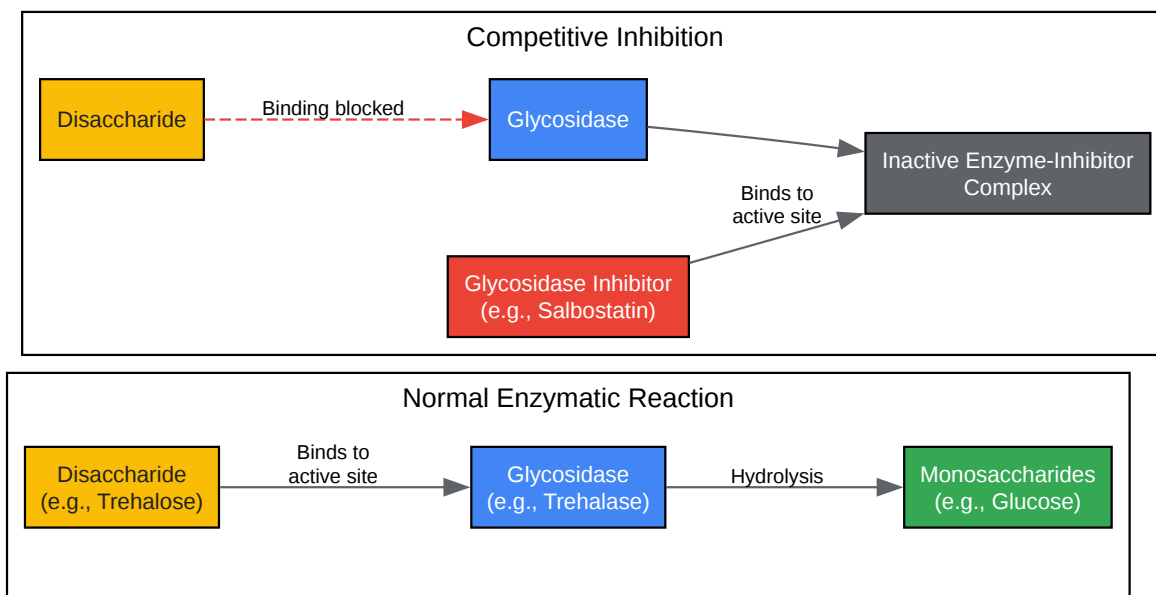 Competitive Inhibition
Disaccharide
Binding blocked
Glycosidase
Inactive Enzyme-Inhibitor
Complex
Binds to
active site
Glycosidase Inhibitor
(e.g., Salbostatin)
Normal Enzymatic Reaction
Disaccharide
(e.g., Trehalose)
Binds to
active site
Glycosidase
(e.g., Trehalase)
Hydrolysis
Monosaccharides
(e.g., Glucose)